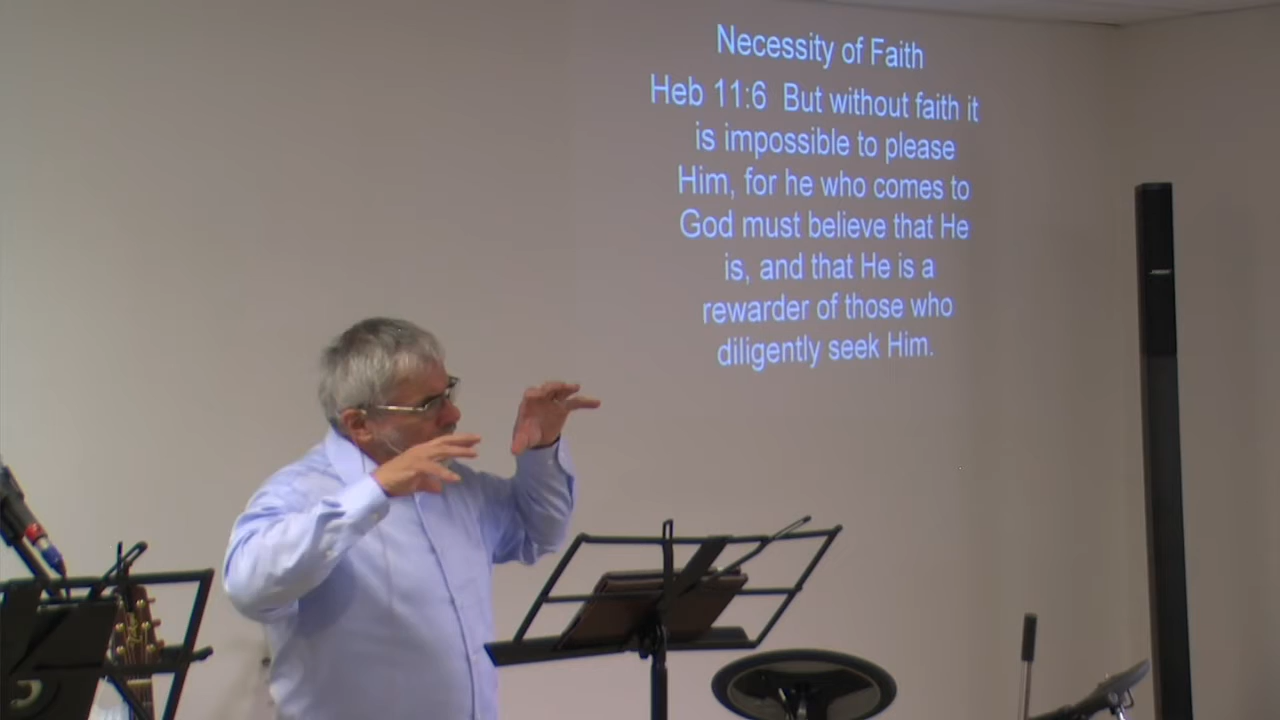 Necessity of Faith
Heb 11:6 But without faith it
is impossible to please
Him, for he who comes to
God must believe that He
is, and that He is a
rewarder of those who
diligently seek Him.